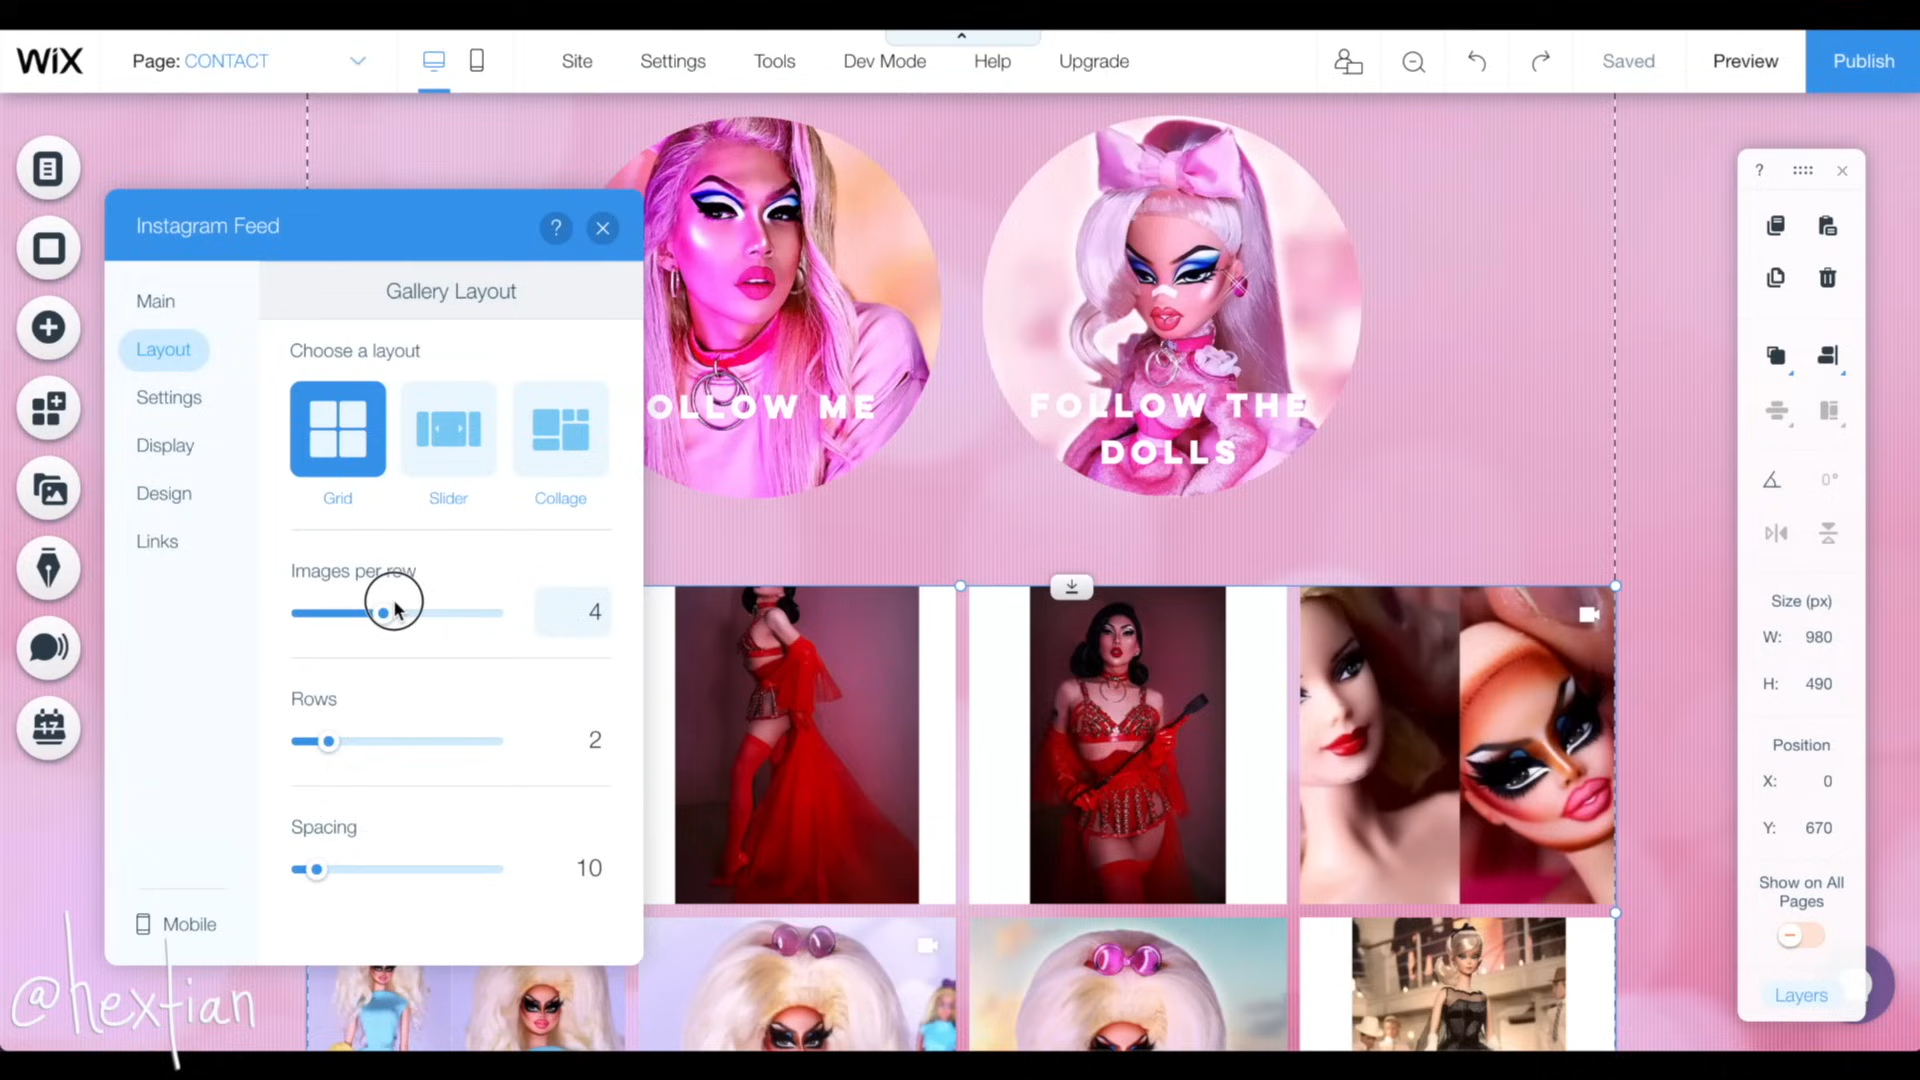 WiX
Page: CONTACT
Site
Settings
Tools
Dev Mode
Help
Upgrade
Saved
Preview
Publish
Instagram Feed
?
Main
Layout
Settings
Display
Design
Links
Mobile
Gallery Layout
Choose a layout
Grid
Slider
Collage
Images per row
4
Rows
2
Spacing
10
OLLOW ME
FOLLOW THE
DOLLS
17
?
0°
Size (px)
W: 980
H: 490
Position
X: 0
Y: 670
Show on All
Pages
Layers
@hextian